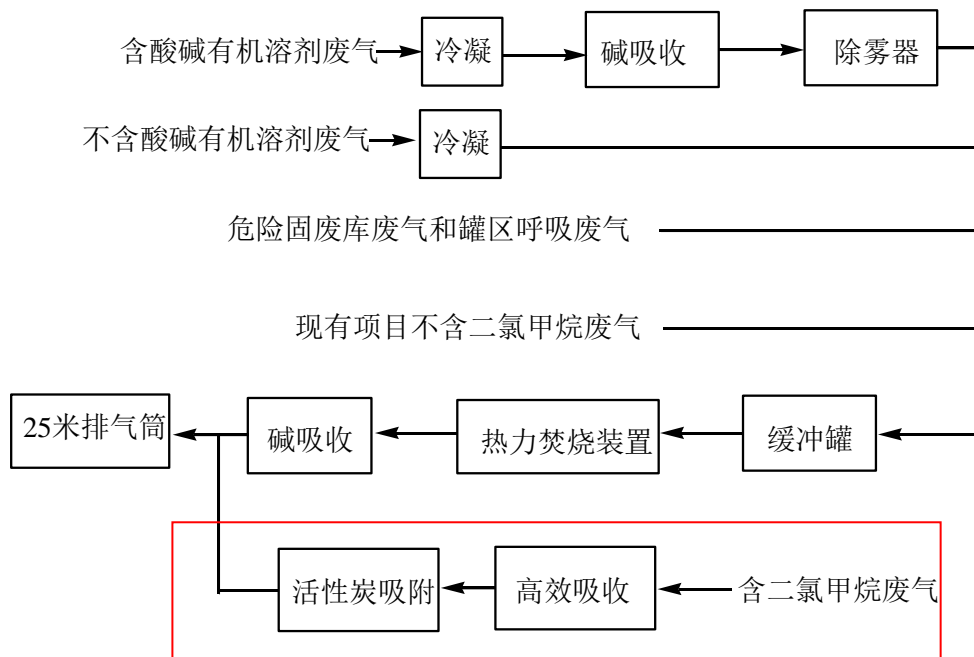 含酸碱有机溶剂废气
冷凝
碱吸收
除雾器
不含酸碱有机溶剂废气
冷凝
危险固废库废气和罐区呼吸废气
现有项目不含二氯甲烷废气
25米排气筒
碱吸收
热力焚烧装置
缓冲罐
活性炭吸附
高效吸收
含二氯甲烷废气